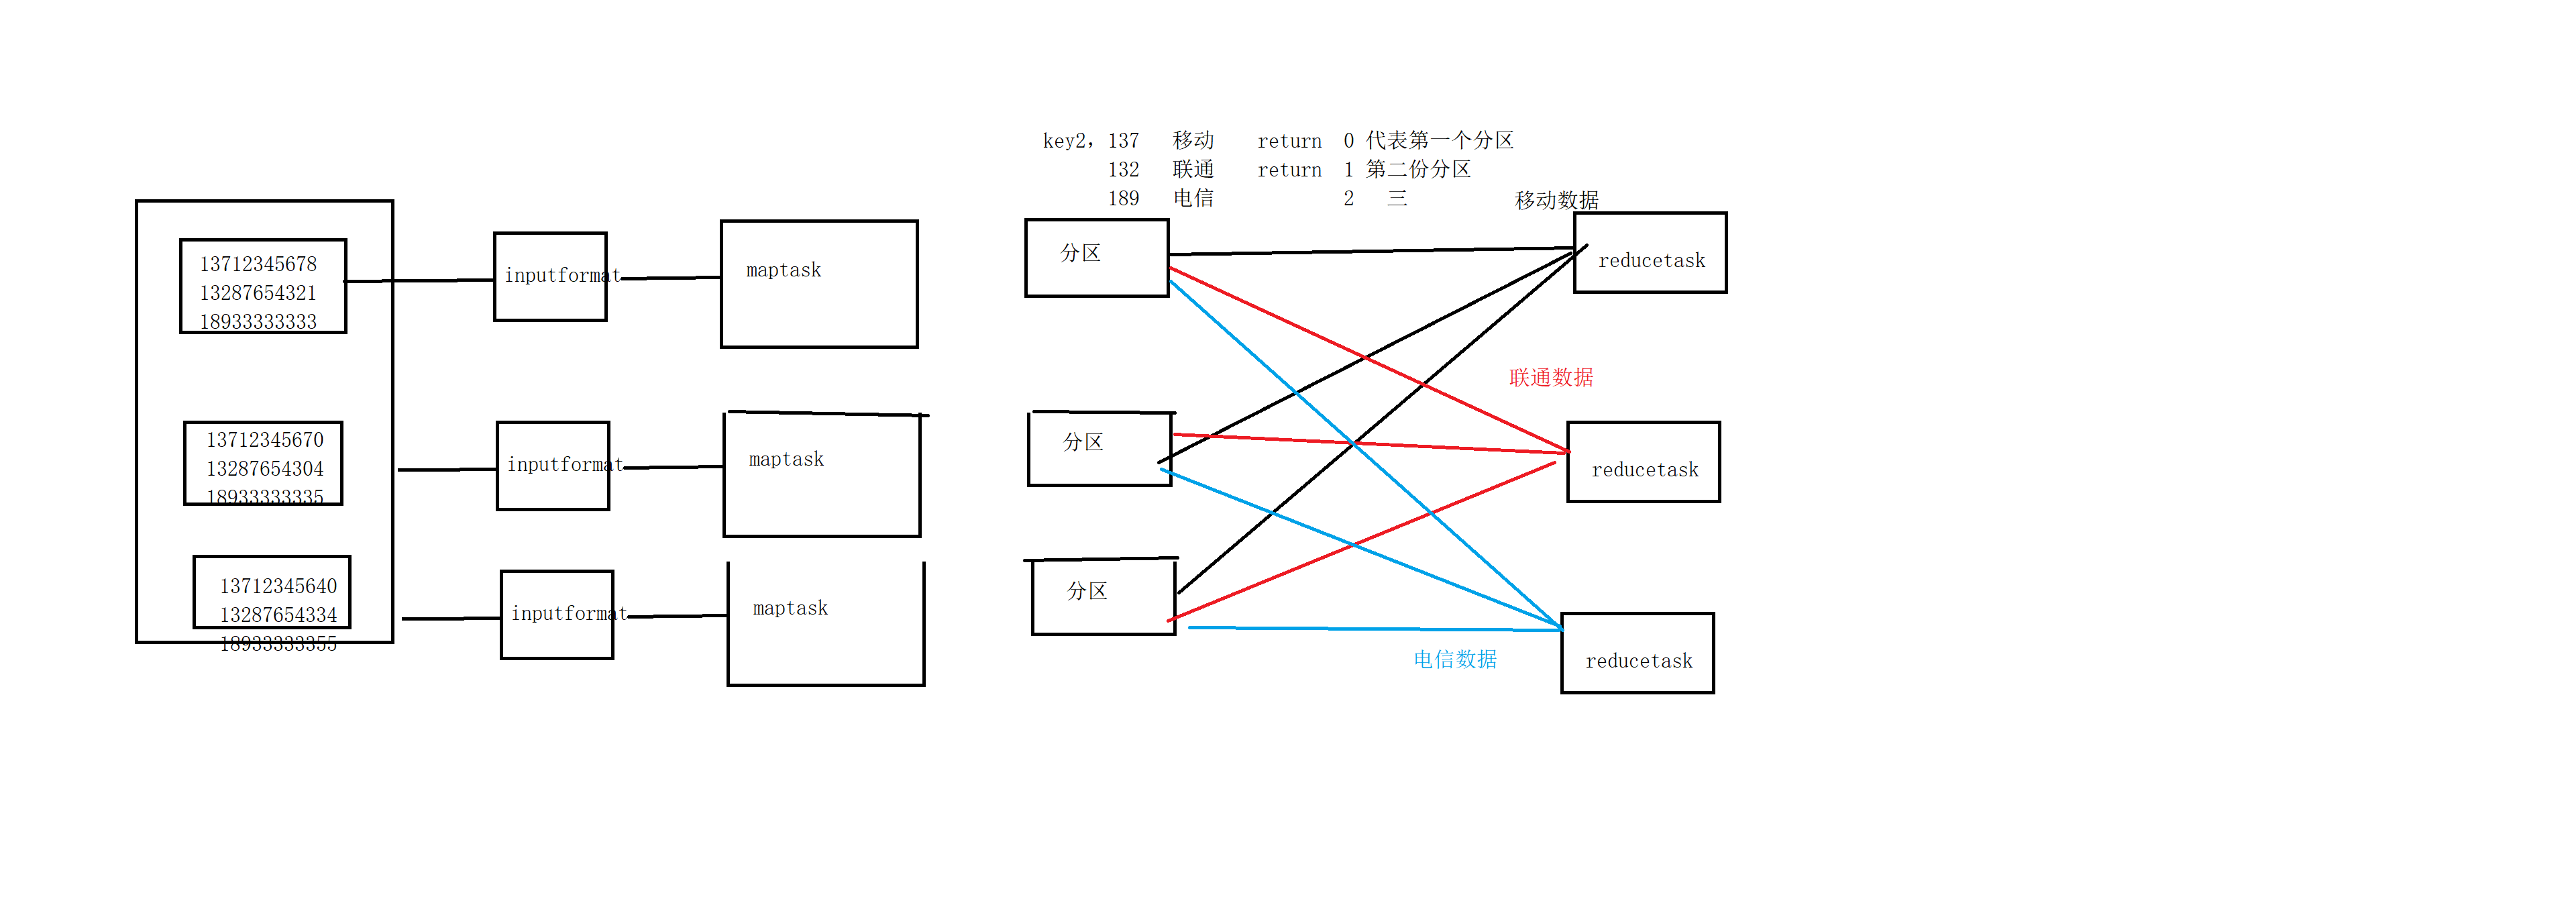 key2, 137 移动 return 0 代表第一个分区
132 联通 return 1 第二份分区
189 电信 2 三
移动数据
13712345678
13287654321
18933333333
inputformat
maptask
分区
reducetask
联通数据
13712345670
13287654304
18933333335
inputformat
maptask
分区
reducetask
13712345640
13287654334
18933333355
inputformat
maptask
分区
电信数据
reducetask